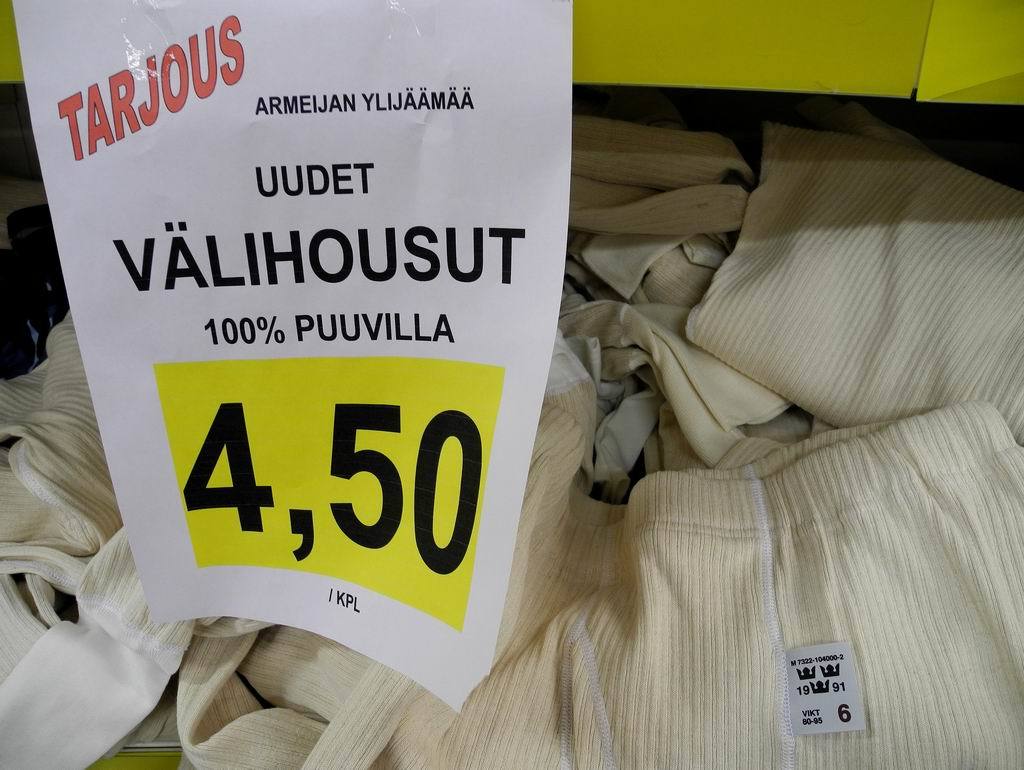 TARJOUS
ARMEIJAN YLIJÄÄMÄÄ
UUDET
VÄLIHOUSUT
100% PUUVILLA
4,50
/ KPL
M 7322-104000-2
19 91
VIKT
80-95 6